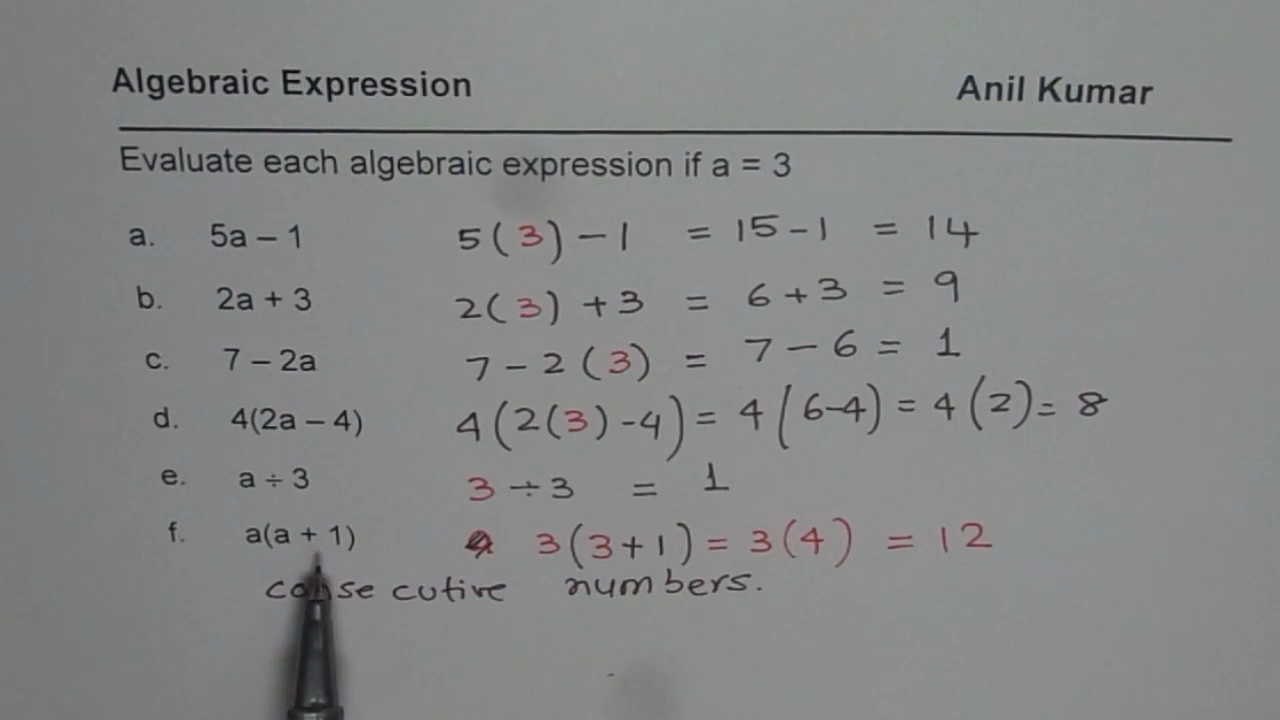 Algebraic Expression Anil Kumar
Evaluate each algebraic expression if a = 3
a. 5a – 1 5(3) – 1 = 15 – 1 = 14
b. 2a + 3 2(3) + 3 = 6 + 3 = 9
c. 7 – 2a 7 – 2(3) = 7 – 6 = 1
d. 4(2a – 4) 4(2(3) – 4) = 4(6–4) = 4(2) = 8
e. a ÷ 3 3 ÷ 3 = 1
f. a(a + 1) 3(3+1) = 3(4) = 12
consecutive numbers.